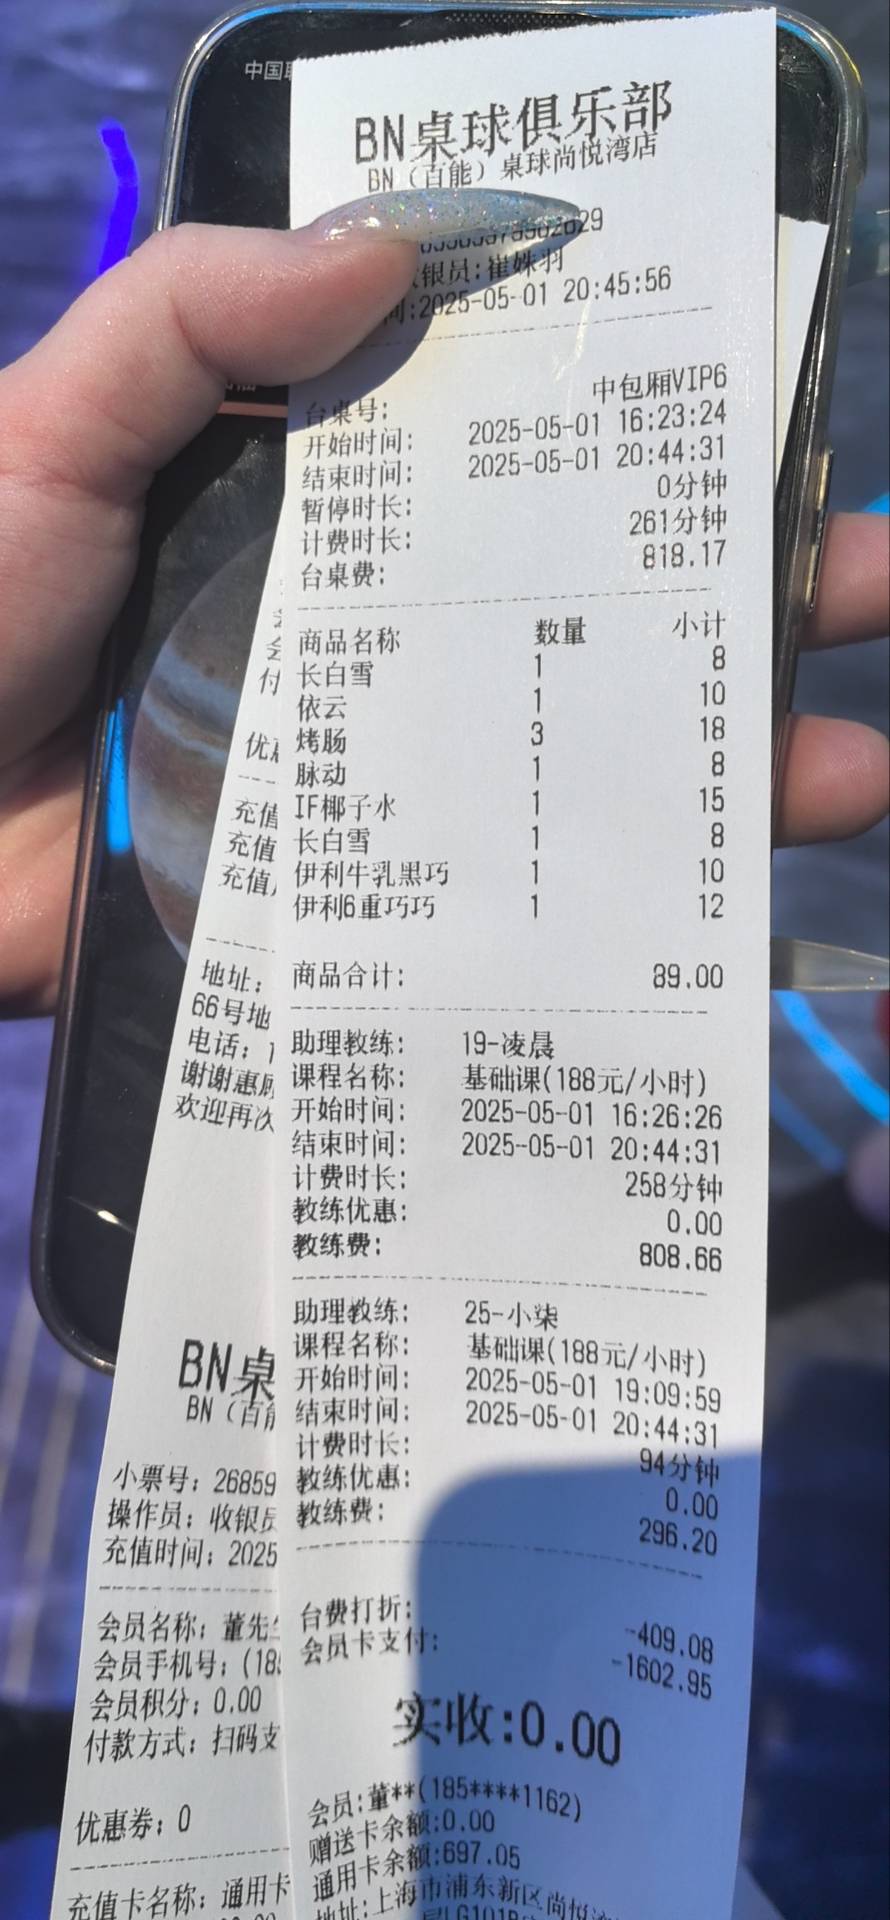 中国联
BN桌球俱乐部
BN（百能）桌球尚悦湾店
银员:崔姝羽
间:2025-05-01 20:45:56
台桌号: 中包厢VIP6
开始时间: 2025-05-01 16:23:24
结束时间: 2025-05-01 20:44:31
暂停时长: 0分钟
计费时长: 261分钟
台桌费: 818.17
商品名称 数量 小计
长白雪 1 8
依云 1 10
烤肠 3 18
脉动 1 8
IF椰子水 1 15
长白雪 1 8
伊利牛乳黑巧 1 10
伊利6重巧巧 1 12
商品合计: 89.00
助理教练: 19-凌晨
课程名称: 基础课(188元/小时)
开始时间: 2025-05-01 16:26:26
结束时间: 2025-05-01 20:44:31
计费时长: 258分钟
教练优惠: 0.00
教练费: 808.66
助理教练: 25-小柒
课程名称: 基础课(188元/小时)
开始时间: 2025-05-01 19:09:59
结束时间: 2025-05-01 20:44:31
计费时长: 94分钟
教练优惠: 0.00
教练费: 296.20
台费打折: -409.08
会员卡支付: -1602.95
实收:0.00
会员:董**(185****1162)
赠送卡余额:0.00
通用卡余额:697.05
地址:上海市浦东新区尚悦湾
付
优惠
充值
充值
充值
地址:
66号地
电话: 1
谢谢惠顾
欢迎再次
BN桌
BN（百能
小票号: 26859
操作员: 收银员
充值时间: 2025
会员名称: 董先生
会员手机号: (185
会员积分: 0.00
付款方式: 扫码支
优惠券: 0
充值卡名称: 通用卡